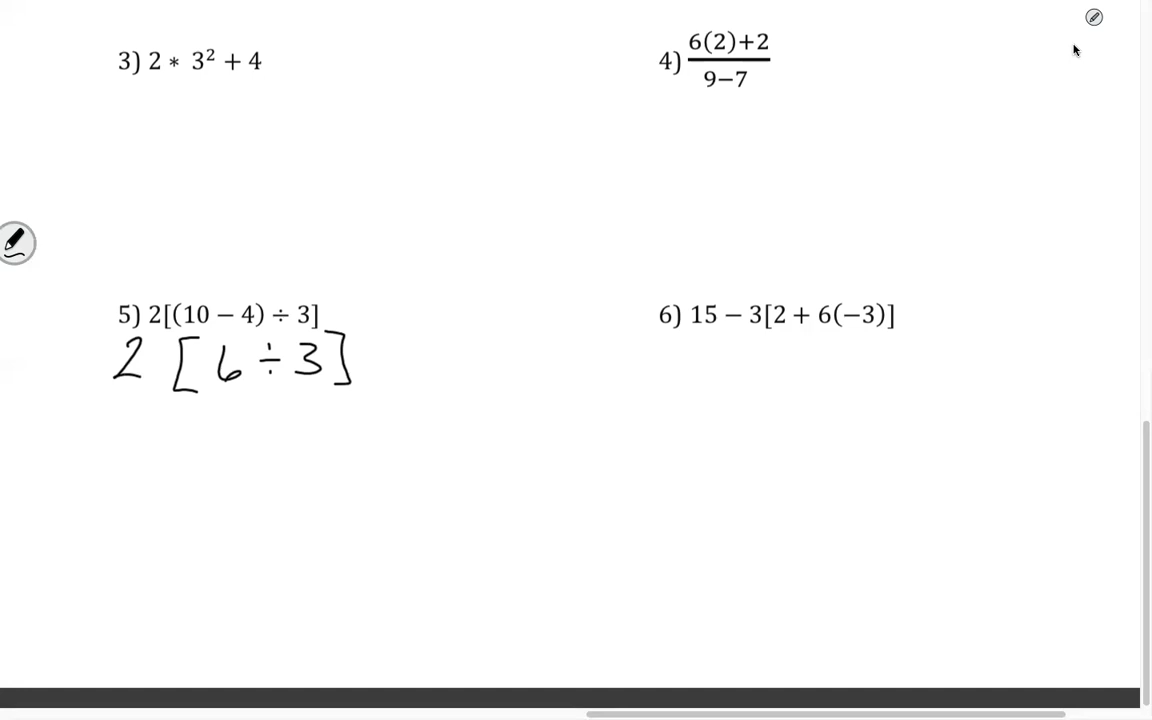 3) 2 ∗ 3² + 4
4) 6(2)+2
9−7
5) 2[(10 − 4) ÷ 3]
2 [6 ÷ 3]
6) 15 − 3[2 + 6(−3)]